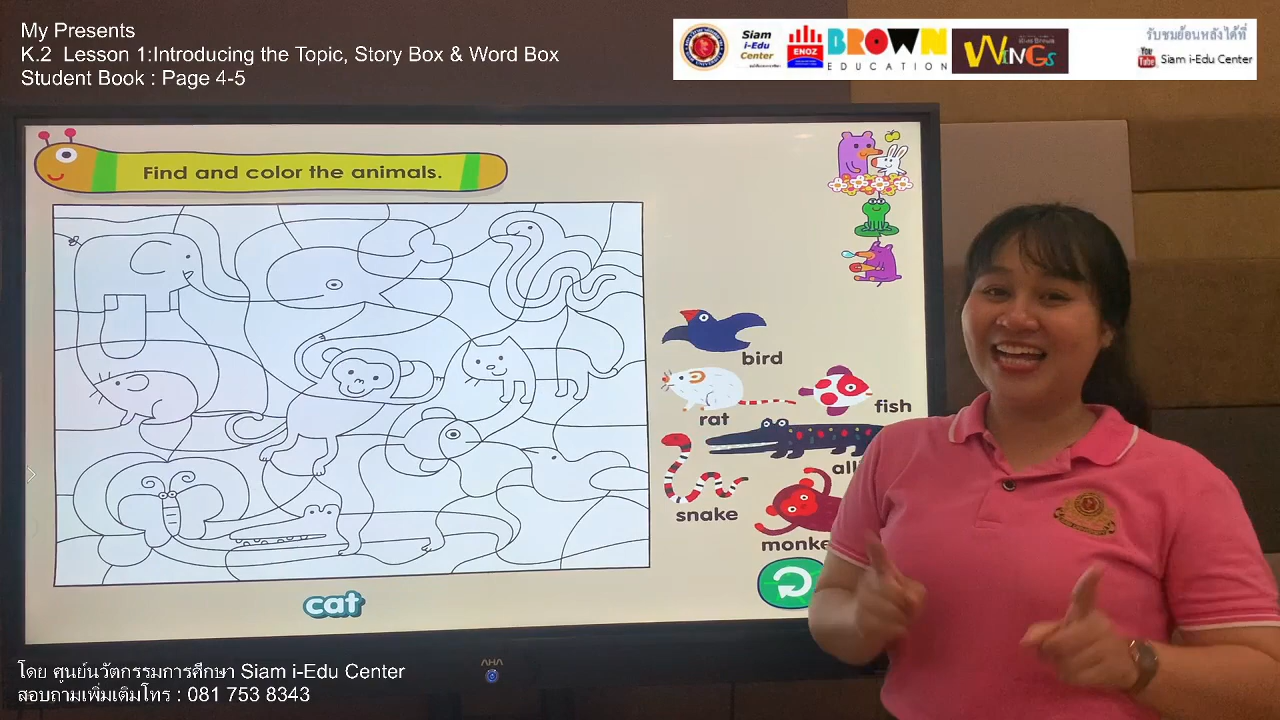 My Presents
K.2 Lesson 1:Introducing the Topic, Story Box & Word Box
Student Book : Page 4-5
Siam
i-Edu
Center
ENOZ
BROWN
EDUCATION
WiNGs
รับชมย้อนหลังได้ที่
You
Tube
Siam i-Edu Center
Find and color the animals.
bird
rat
fish
all
snake
monke
cat
โดย ศูนย์นวัตกรรมการศึกษา Siam i-Edu Center
สอบถามเพิ่มเติมโทร : 081 753 8343